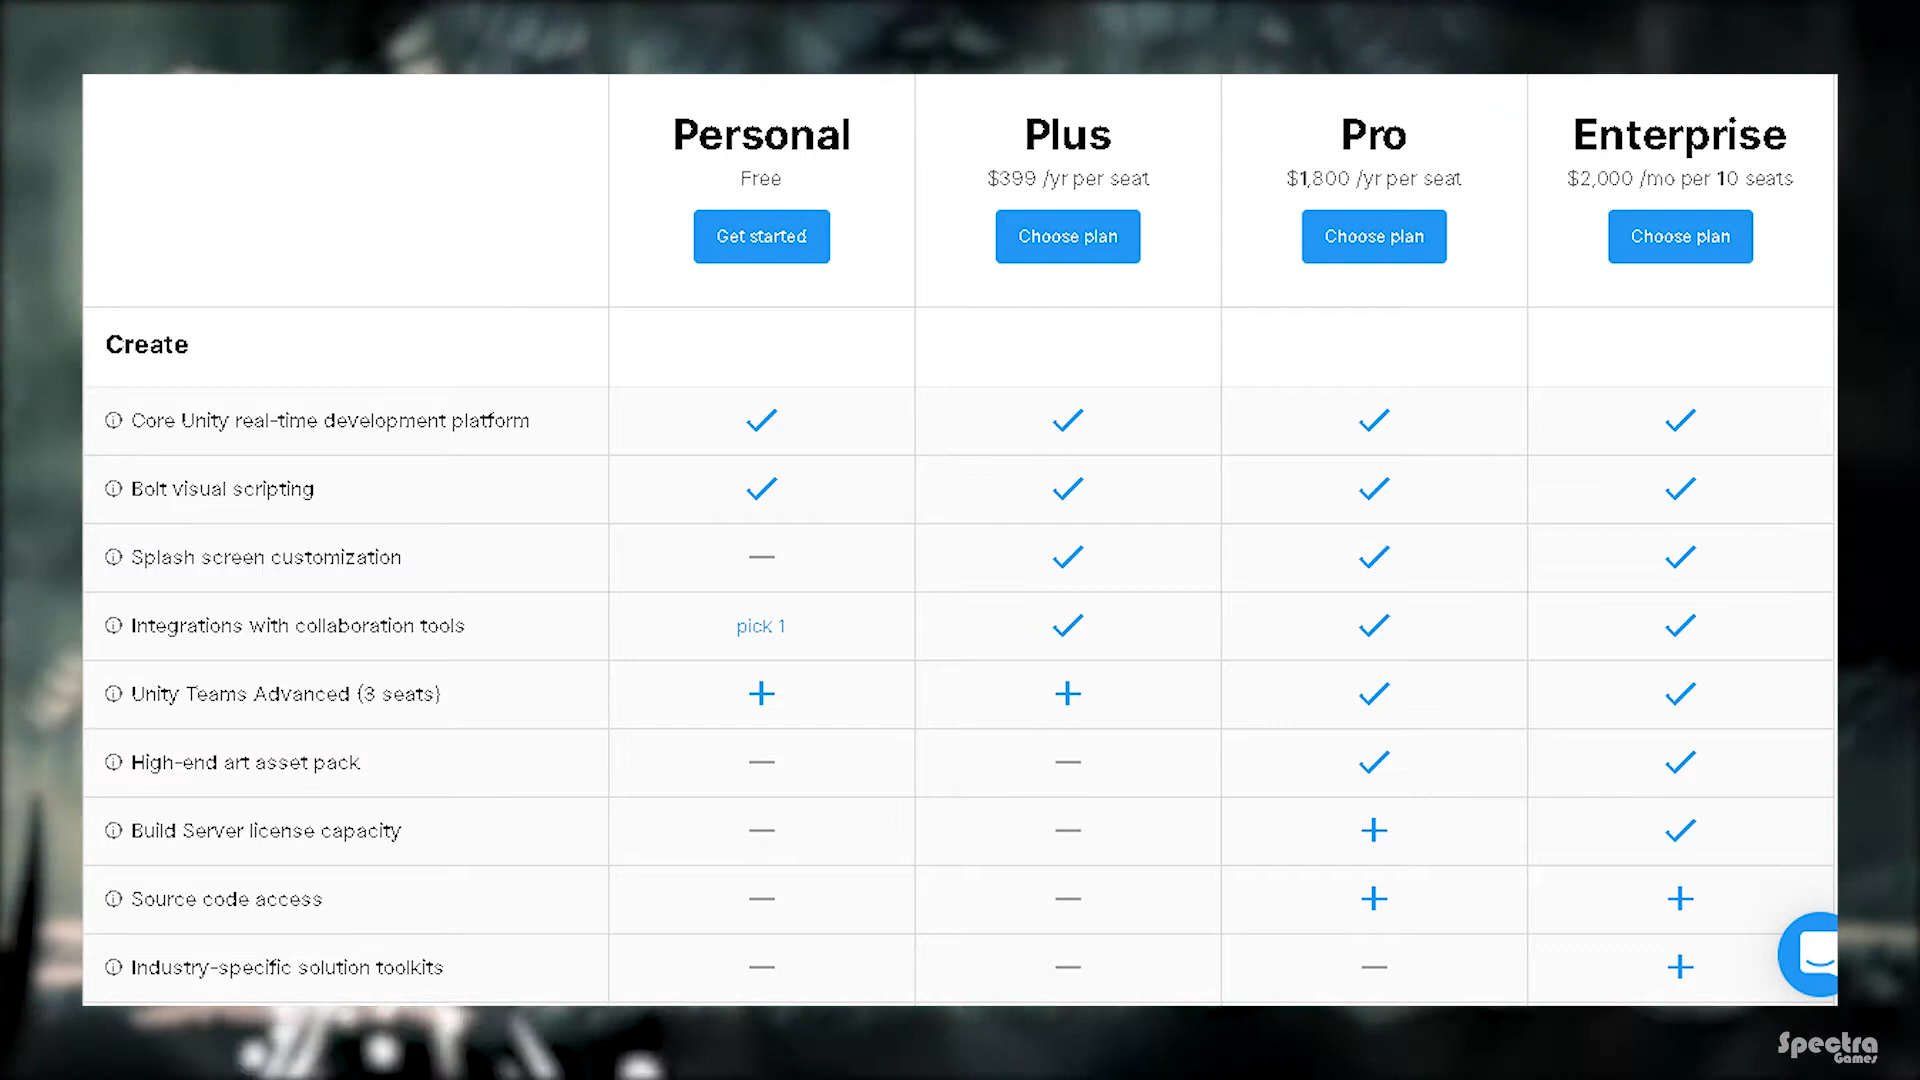 Personal
Plus
Pro
Enterprise
Free
$399 /yr per seat
$1,800 /yr per seat
$2,000 /mo per 10 seats
Get started
Choose plan
Choose plan
Choose plan
Create
Core Unity real-time development platform
Bolt visual scripting
Splash screen customization
Integrations with collaboration tools
pick 1
Unity Teams Advanced (3 seats)
High-end art asset pack
Build Server license capacity
Source code access
Industry-specific solution toolkits
Spectra
Games